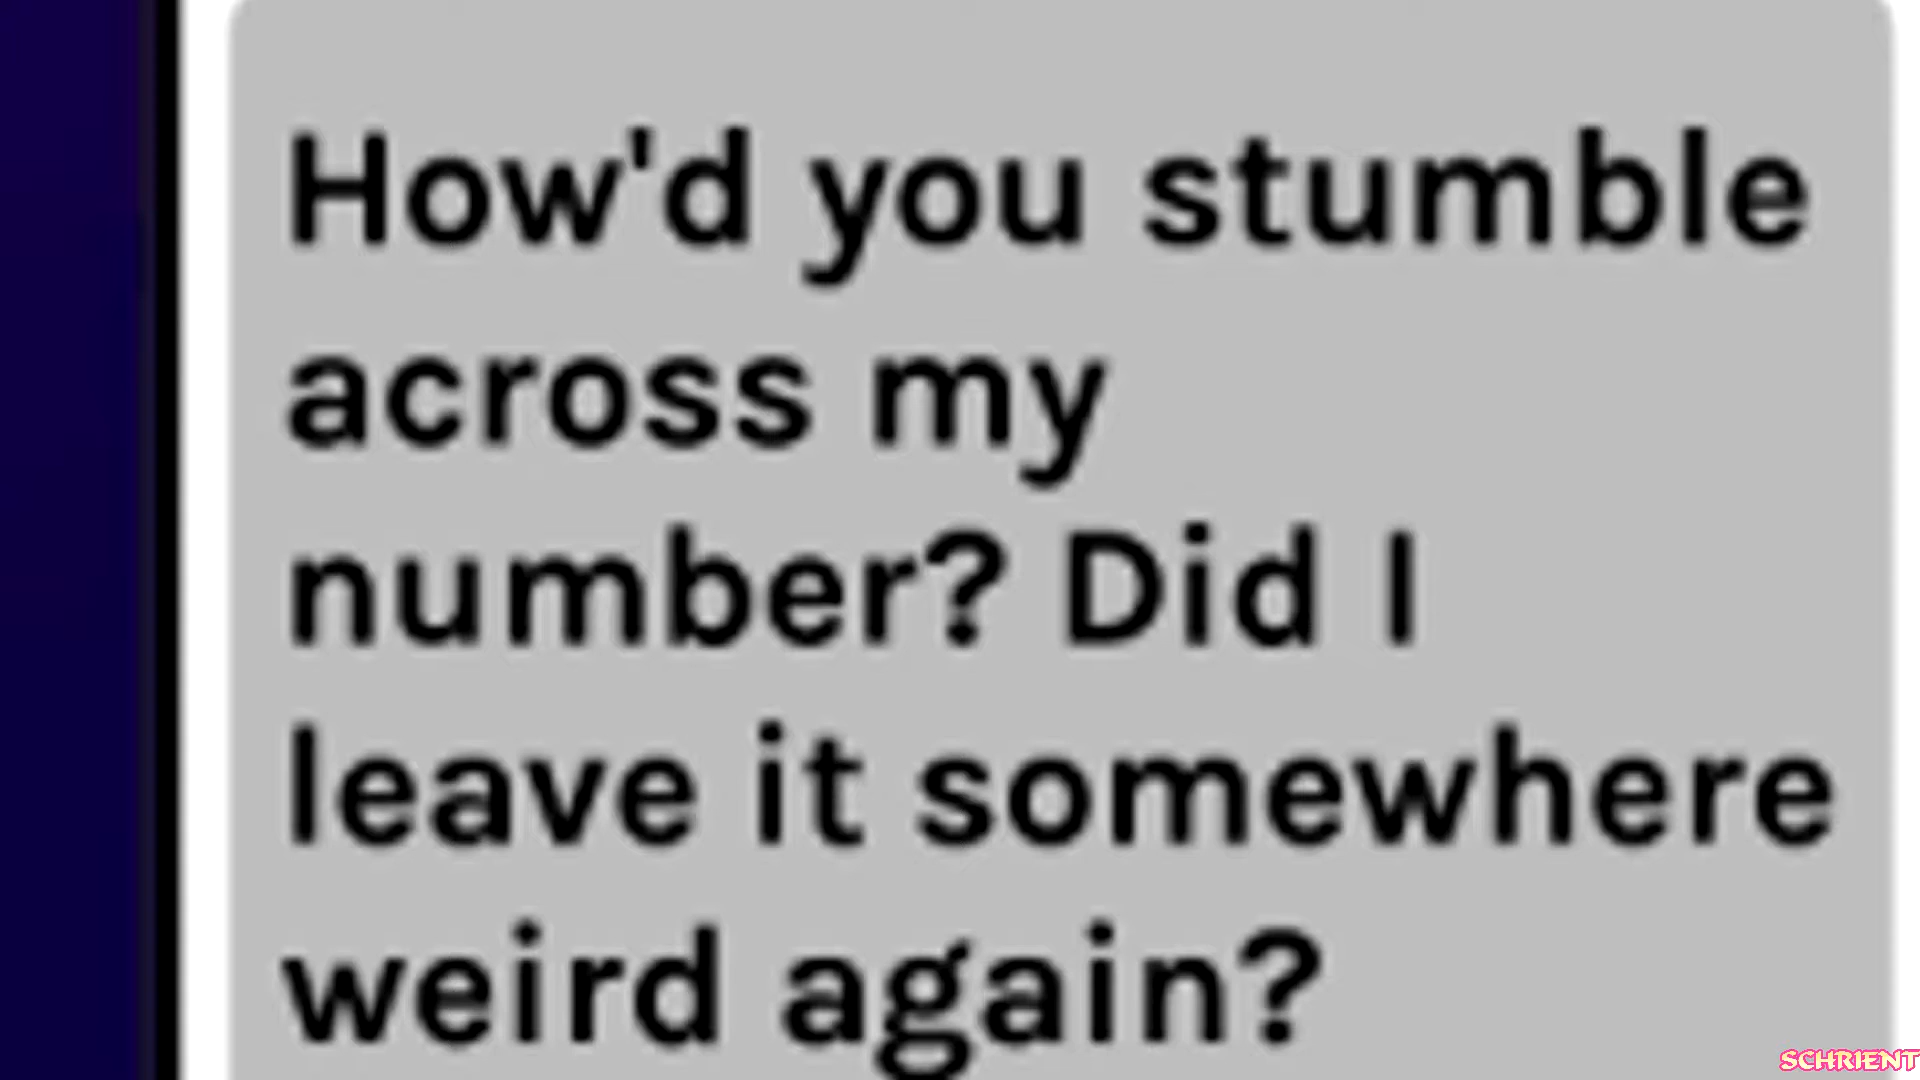 How'd you stumble
across my
number? Did I
leave it somewhere
weird again?
SCHRIENT